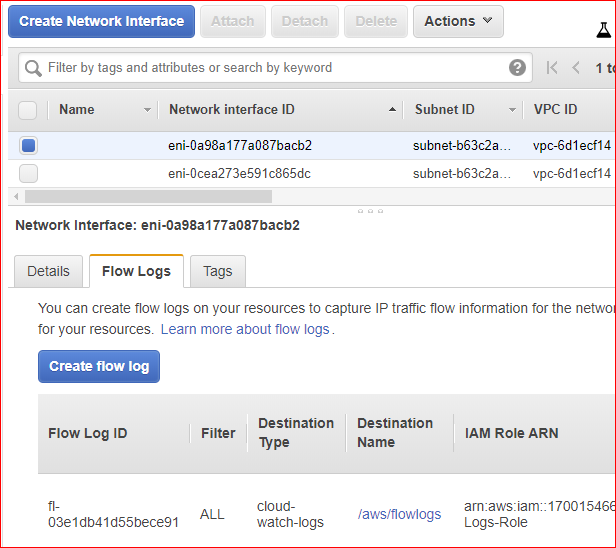 Create Network Interface Attach Detach Delete Actions
Filter by tags and attributes or search by keyword 1 to
Name Network interface ID Subnet ID VPC ID
eni-0a98a177a087bacb2 subnet-b63c2a... vpc-6d1ecf14
eni-0cea273e591c865dc subnet-b63c2a... vpc-6d1ecf14
Network Interface: eni-0a98a177a087bacb2
Details Flow Logs Tags
You can create flow logs on your resources to capture IP traffic flow information for the netwo
for your resources. Learn more about flow logs.
Create flow log
Flow Log ID Filter Destination Type Destination Name IAM Role ARN
fl-03e1db41d55bece91 ALL cloud-watch-logs /aws/flowlogs arn:aws:iam::170015466 Logs-Role